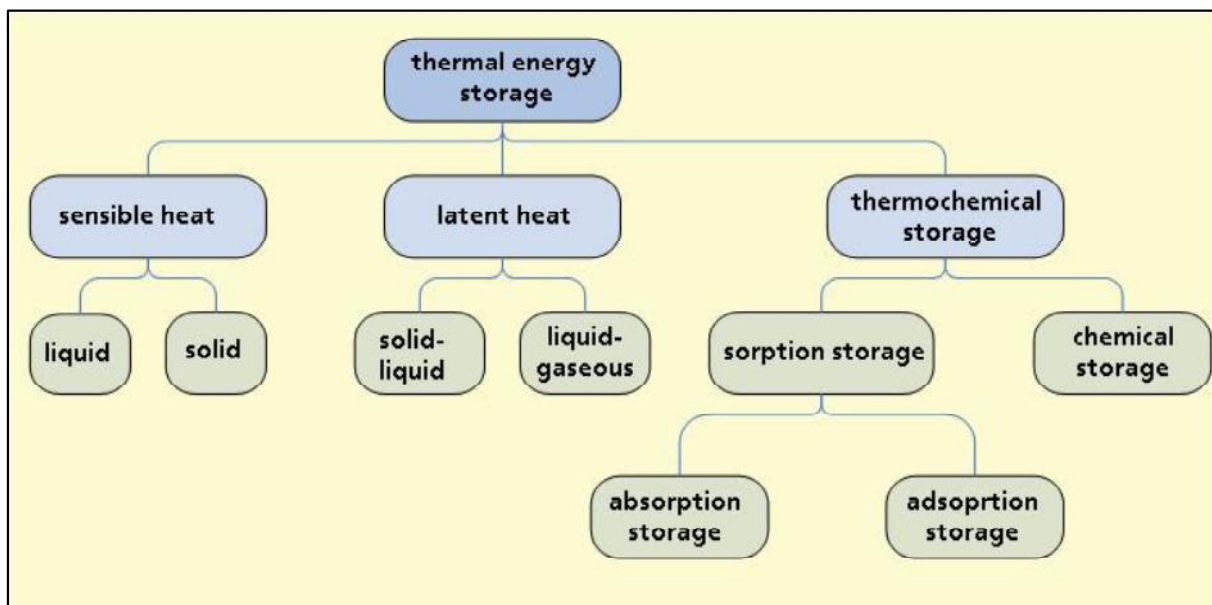 thermal energy
storage
sensible heat
latent heat
thermochemical
storage
liquid
solid
solid-
liquid
liquid-
gaseous
sorption storage
chemical
storage
absorption
storage
adsoprtion
storage